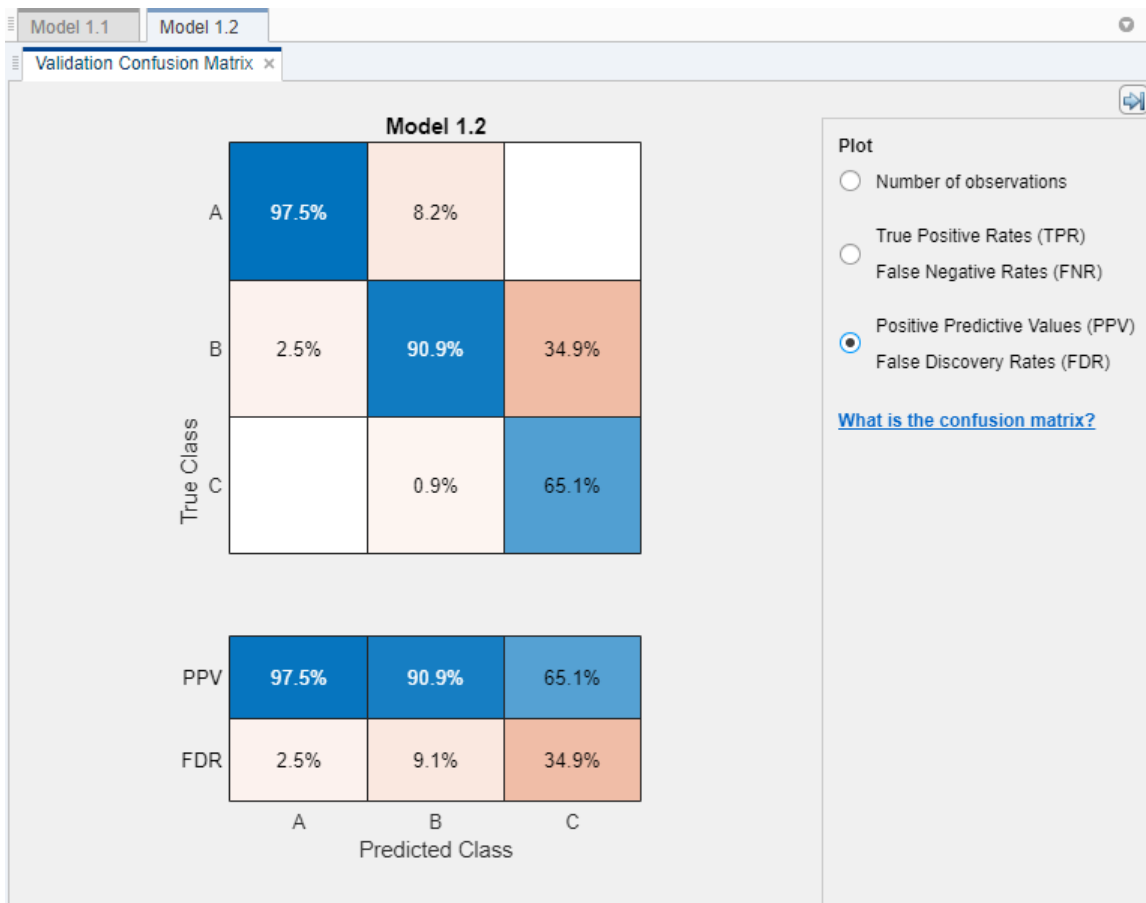 Model 1.1
Model 1.2
Validation Confusion Matrix ×
Model 1.2
A 97.5% 8.2%
B 2.5% 90.9% 34.9%
C 0.9% 65.1%
True Class
PPV 97.5% 90.9% 65.1%
FDR 2.5% 9.1% 34.9%
A B C
Predicted Class
Plot
Number of observations
True Positive Rates (TPR)
False Negative Rates (FNR)
Positive Predictive Values (PPV)
False Discovery Rates (FDR)
What is the confusion matrix?